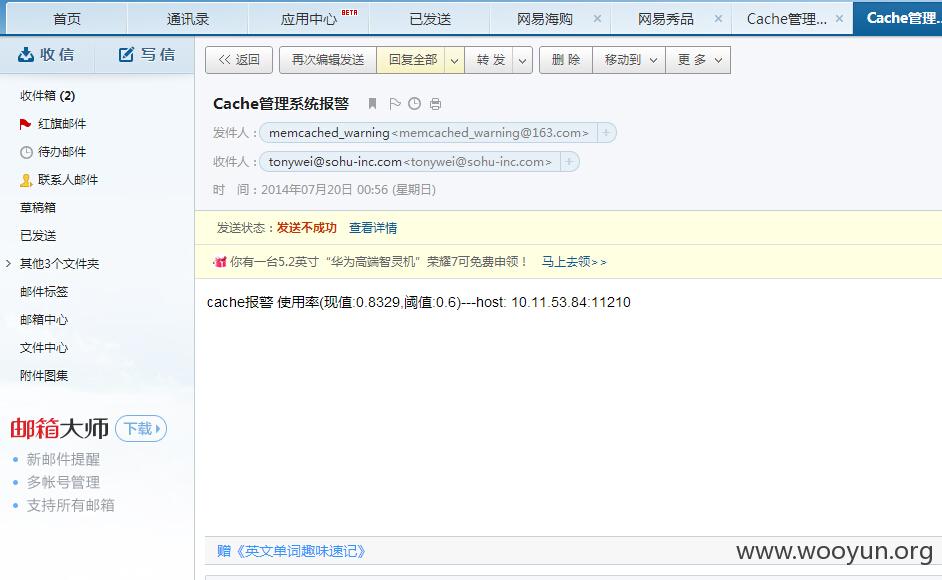 首页 通讯录 应用中心 BETA 已发送 网易海购 × 网易秀品 × Cache管理... × Cache管理...
收信 写信
<< 返回 再次编辑发送 回复全部 转 发 删 除 移动到 更 多
收件箱 (2)
红旗邮件
待办邮件
联系人邮件
草稿箱
已发送
其他3个文件夹
邮件标签
邮箱中心
文件中心
附件图集
邮箱大师 下载
新邮件提醒
多帐号管理
支持所有邮箱
Cache管理系统报警
发件人：memcached_warning<memcached_warning@163.com> +
收件人：tonywei@sohu-inc.com<tonywei@sohu-inc.com> +
时 间：2014年07月20日 00:56 (星期日)
发送状态：发送不成功 查看详情
你有一台5.2英寸“华为高端智灵机”荣耀7可免费申领！ 马上去领>>
cache报警 使用率(现值:0.8329,阈值:0.6)---host: 10.11.53.84:11210
赠《英文单词趣味速记》
www.wooyun.org